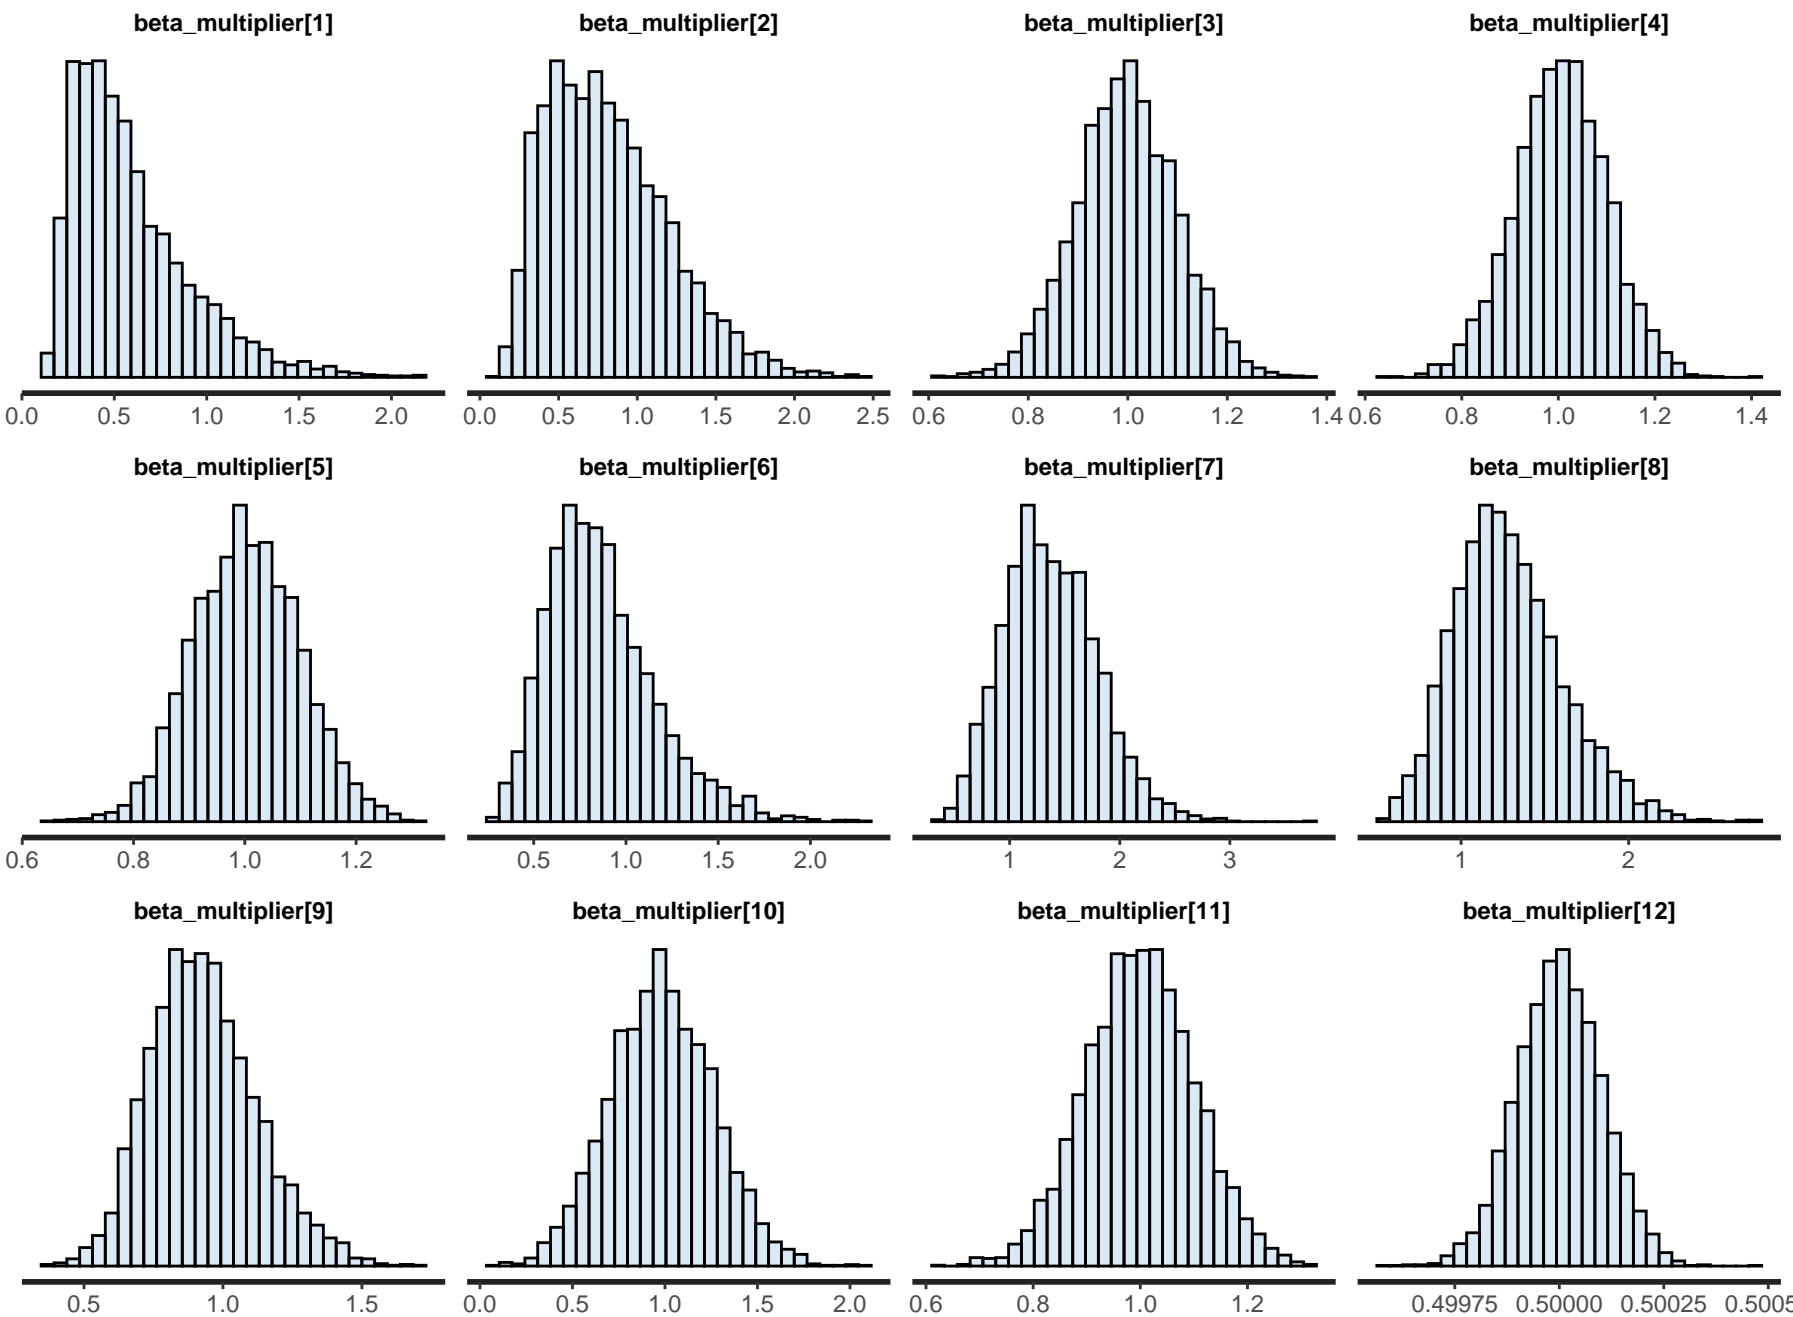 beta_multiplier[1] beta_multiplier[2] beta_multiplier[3] beta_multiplier[4]
0.0 0.5 1.0 1.5 2.0 0.0 0.5 1.0 1.5 2.0 2.5 0.6 0.8 1.0 1.2 1.4 0.6 0.8 1.0 1.2 1.4
beta_multiplier[5] beta_multiplier[6] beta_multiplier[7] beta_multiplier[8]
0.6 0.8 1.0 1.2 0.5 1.0 1.5 2.0 1 2 3 1 2
beta_multiplier[9] beta_multiplier[10] beta_multiplier[11] beta_multiplier[12]
0.5 1.0 1.5 0.0 0.5 1.0 1.5 2.0 0.6 0.8 1.0 1.2 0.49975 0.50000 0.50025 0.5005